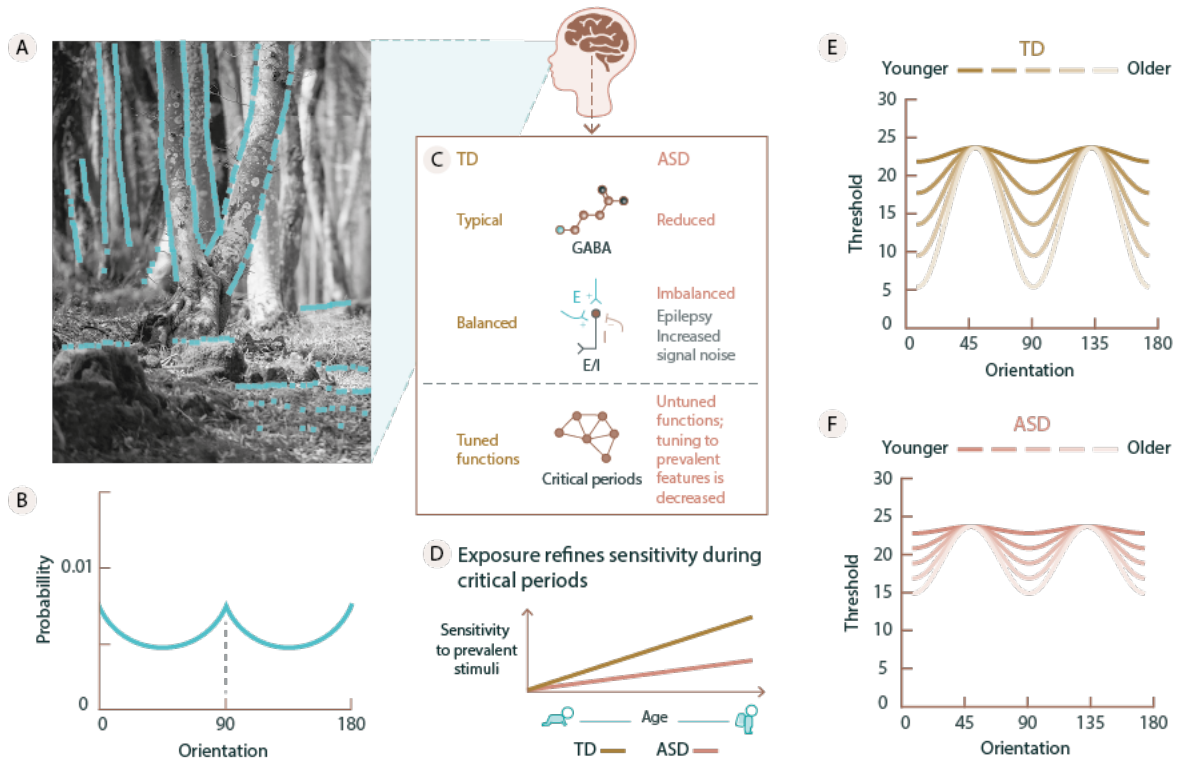 A
C
TD
ASD
Typical
GABA
Reduced
Balanced
E
+
+
−
I
E/I
Imbalanced
Epilepsy
Increased
signal noise
Tuned
functions
Critical periods
Untuned
functions;
tuning to
prevalent
features is
decreased
B
Probabillity
0.01
0
0
90
180
Orientation
D
Exposure refines sensitivity during
critical periods
Sensitivity
to prevalent
stimuli
Age
TD
ASD
E
TD
Younger
Older
Threshold
30
25
20
15
10
5
0
0
45
90
135
180
Orientation
F
ASD
Younger
Older
Threshold
30
25
20
15
10
5
0
0
45
90
135
180
Orientation